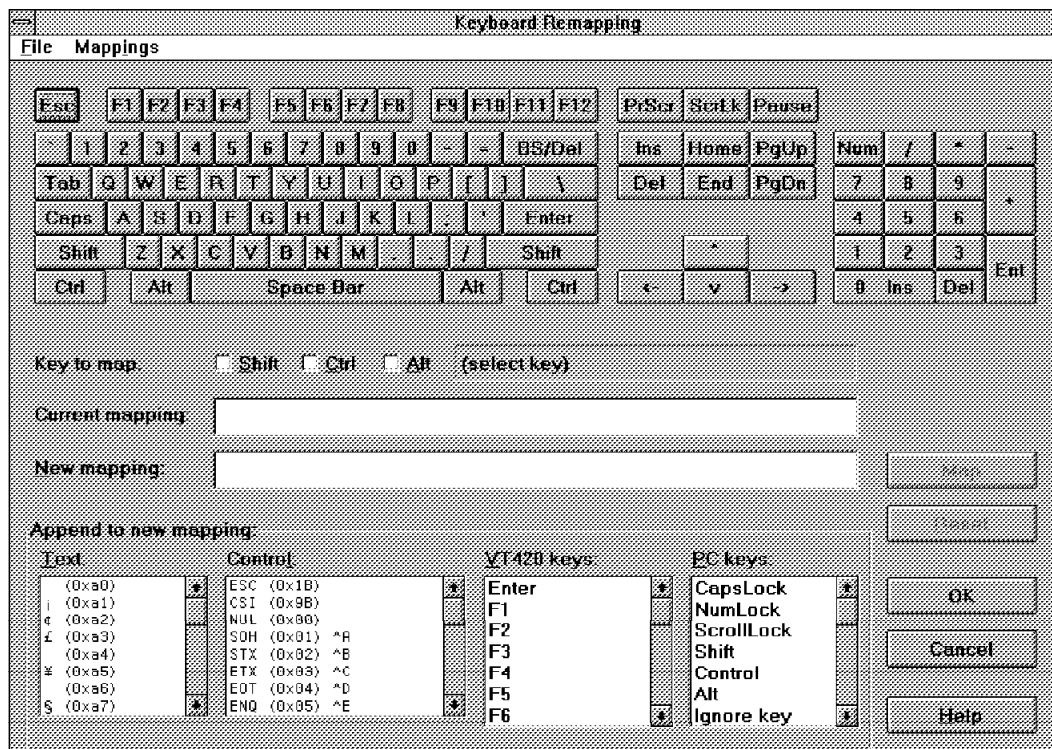 Keyboard Remapping
File Mappings
Esc F1 F2 F3 F4 F5 F6 F7 F8 F9 F10 F11 F12 PrScr ScrLk Pause
` 1 2 3 4 5 6 7 8 9 0 - = BS/Del Ins Home PgUp Num / * -
Tab Q W E R T Y U I O P [ ] \ Del End PgDn 7 8 9 +
Caps A S D F G H J K L ; ' Enter 4 5 6
Shift Z X C V B N M , . / Shift ^ 1 2 3 Ent
Ctrl Alt Space Bar Alt Ctrl <- v -> 0 Ins Del
Key to map: Shift Ctrl Alt (select key)
Current mapping:
New mapping:
Map
Reset
Append to new mapping:
Text: Control: VT420 keys: PC keys:
(0xa0) ESC (0x1B) Enter CapsLock
¡ (0xa1) CSI (0x9B) F1 NumLock
¢ (0xa2) NUL (0x00) F2 ScrollLock
£ (0xa3) SOH (0x01) ^A F3 Shift
(0xa4) STX (0x02) ^B F4 Control
¥ (0xa5) ETX (0x03) ^C F5 Alt
(0xa6) EOT (0x04) ^D F6 Ignore key
§ (0xa7) ENQ (0x05) ^E
OK
Cancel
Help